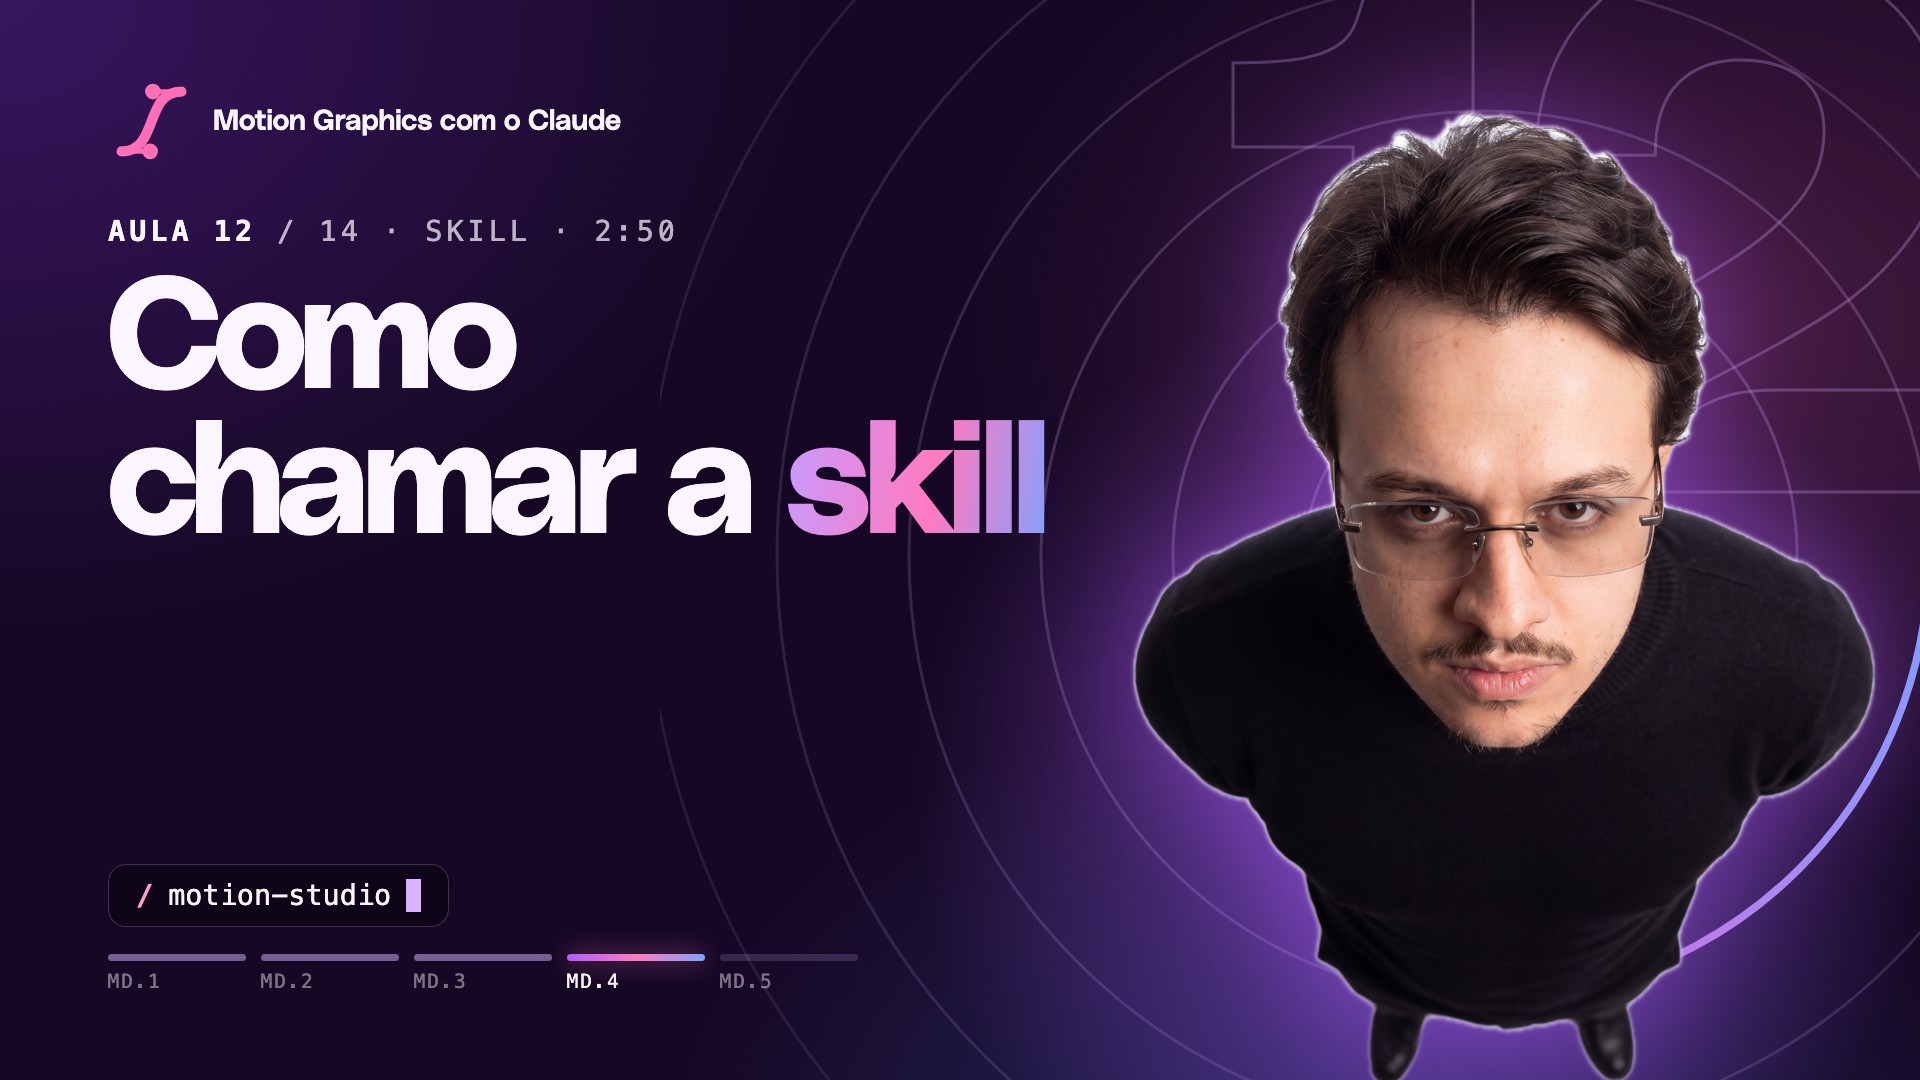 Motion Graphics com o Claude
AULA 12 / 14 · SKILL · 2:50
Como
chamar a skill
12
/ motion-studio
MD.1 MD.2 MD.3 MD.4 MD.5